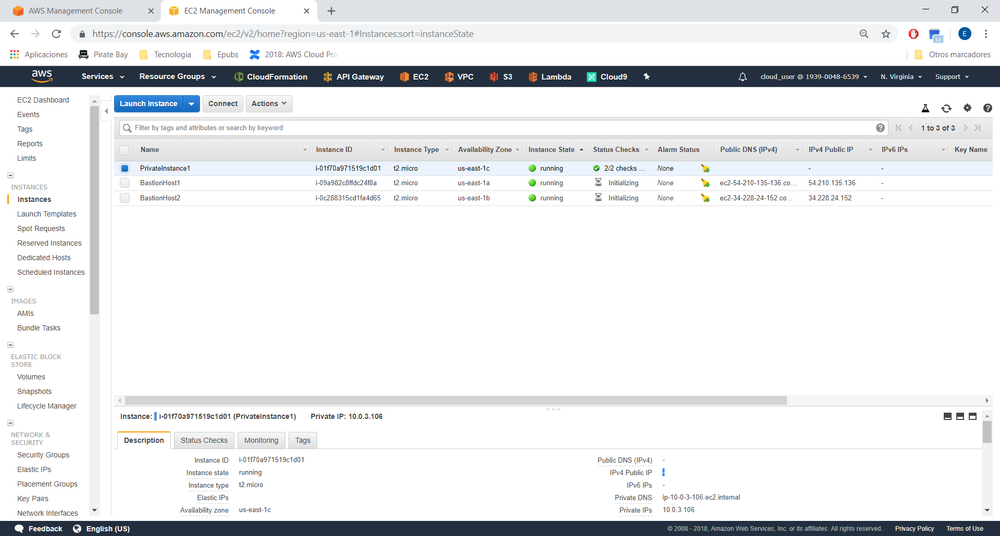 AWS Management Console
EC2 Management Console
https://console.aws.amazon.com/ec2/v2/home?region=us-east-1#Instances:sort=instanceState
3d
E
Aplicaciones
Pirate Bay
Tecnologia
Epubs
2018: AWS Cloud Pra
Otros marcadores
aws
Services
Resource Groups
CloudFormation
API Gateway
EC2
VPC
S3
Lambda
Cloud9
cloud_user @ 1939-0048-6539
N. Virginia
Support
EC2 Dashboard
Events
Tags
Reports
Limits
INSTANCES
Instances
Launch Templates
Spot Requests
Reserved Instances
Dedicated Hosts
Scheduled Instances
IMAGES
AMIs
Bundle Tasks
ELASTIC BLOCK
STORE
Volumes
Snapshots
Lifecycle Manager
NETWORK &
SECURITY
Security Groups
Elastic IPs
Placement Groups
Key Pairs
Network Interfaces
Launch Instance
Connect
Actions
Filter by tags and attributes or search by keyword
1 to 3 of 3
Name Instance ID Instance Type Availability Zone Instance State Status Checks Alarm Status Public DNS (IPv4) IPv4 Public IP IPv6 IPs Key Name
PrivateInstance1 i-01f70a971519c1d01 t2.micro us-east-1c running 2/2 checks ... None - -
BastionHost1 i-09a982c8ffdc24f8a t2.micro us-east-1a running Initializing None ec2-54-210-135-136.co... 54.210.135.136 -
BastionHost2 i-0c288315cd1fa4d65 t2.micro us-east-1b running Initializing None ec2-34-228-24-152.co... 34.228.24.152 -
Instance: i-01f70a971519c1d01 (PrivateInstance1) Private IP: 10.0.3.106
Description
Status Checks
Monitoring
Tags
Instance ID i-01f70a971519c1d01
Instance state running
Instance type t2.micro
Elastic IPs
Availability zone us-east-1c
Public DNS (IPv4) -
IPv4 Public IP -
IPv6 IPs -
Private DNS ip-10-0-3-106.ec2.internal
Private IPs 10.0.3.106
Feedback
English (US)
© 2008 - 2018, Amazon Web Services, Inc. or its affiliates. All rights reserved.
Privacy Policy
Terms of Use